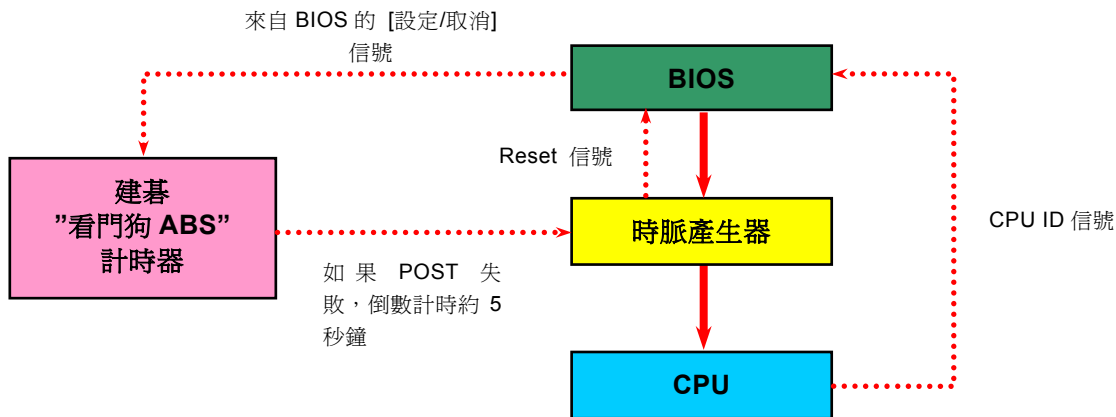 來自 BIOS 的 [設定/取消]
信號
BIOS
Reset 信號
建碁
”看門狗 ABS”
計時器
時脈產生器
CPU ID 信號
如果 POST 失
敗，倒數計時約 5
秒鐘
CPU